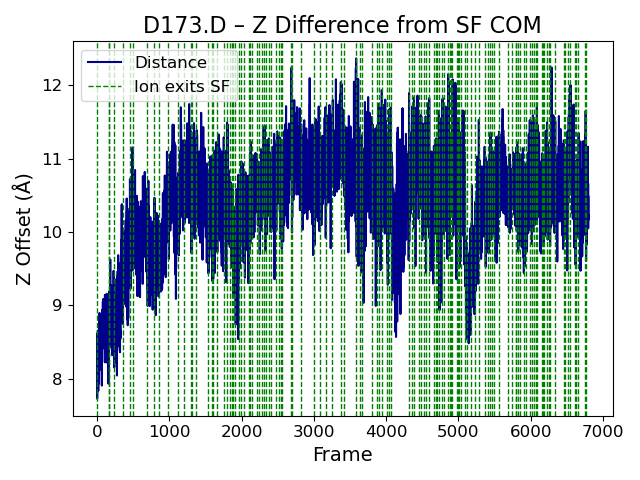 D173.D – Z Difference from SF COM
Distance
Ion exits SF
Z Offset (Å)
12
11
10
9
8
0 1000 2000 3000 4000 5000 6000 7000
Frame